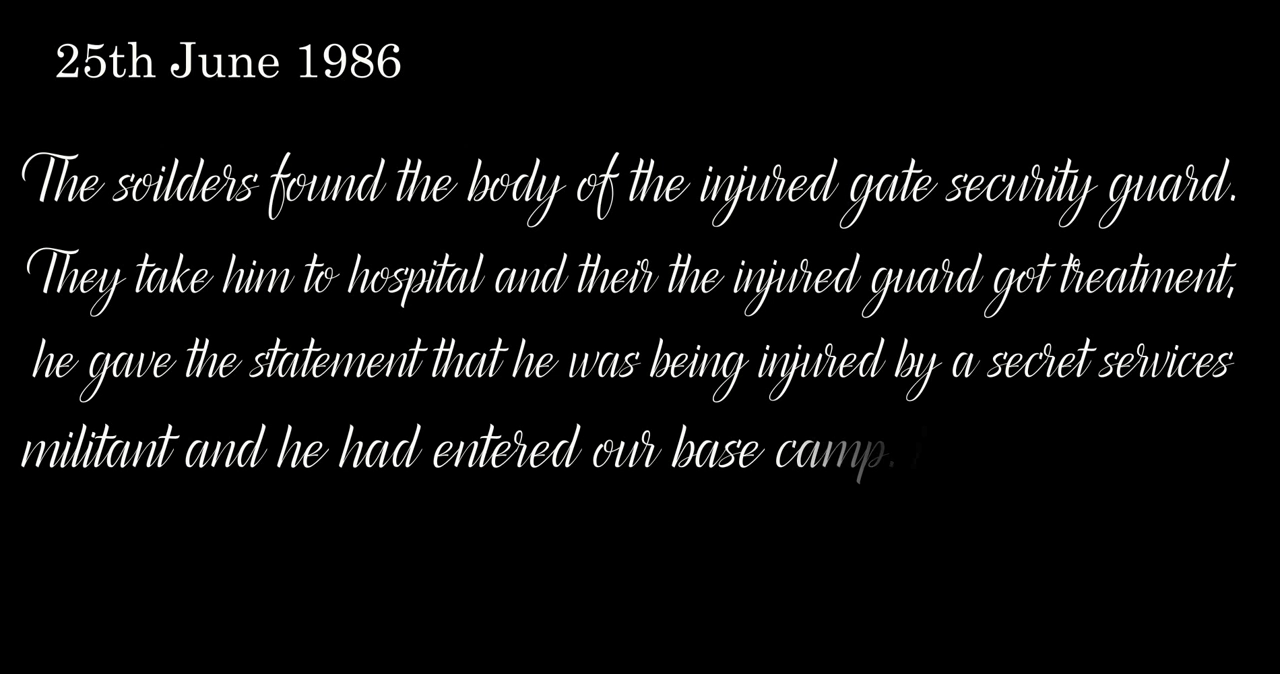 25th June 1986
The soilders found the body of the injured gate security guard.
They take him to hospital and their the injured guard got treatment,
he gave the statement that he was being injured by a secret services
militant and he had entered our base camp.